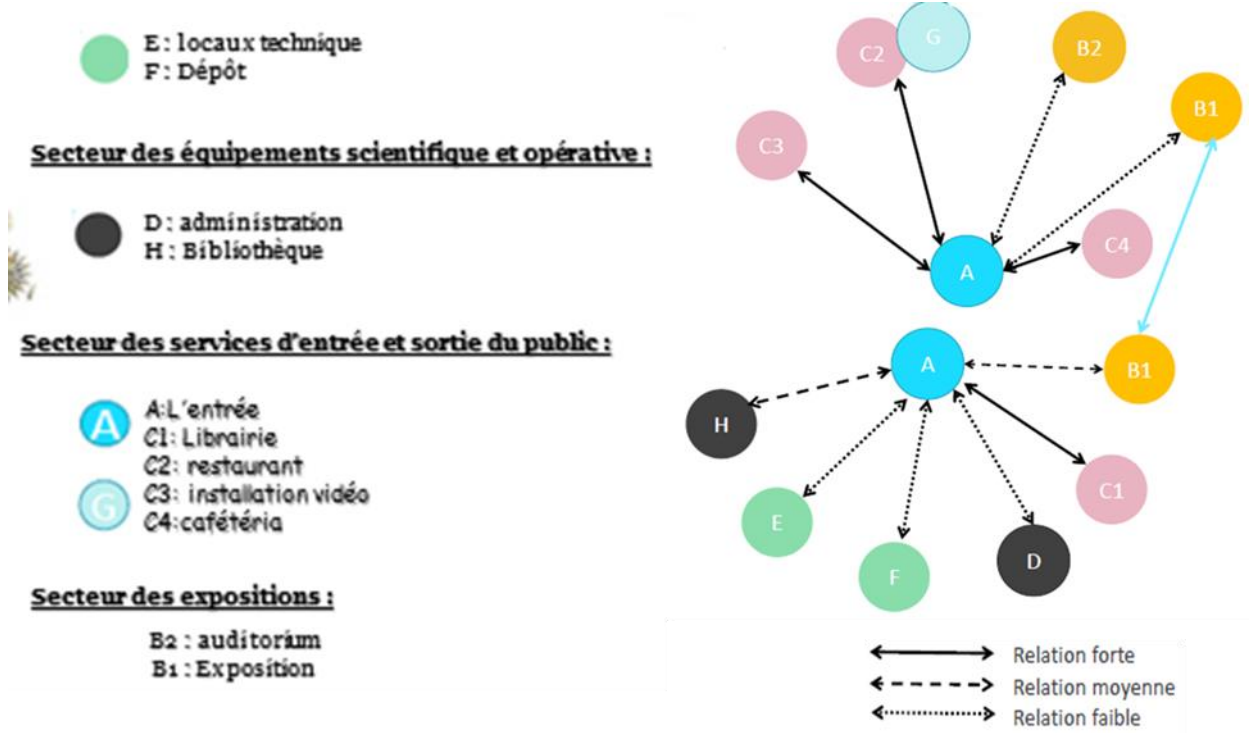 E : locaux technique
F : Dépôt
Secteur des équipements scientifique et opérative :
D : administration
H : Bibliothèque
Secteur des services d'entrée et sortie du public :
A
A:L'entrée
C1: Librairie
C2: restaurant
G
C3: installation vidéo
C4:cafétéria
Secteur des expositions :
B2 : auditorium
B1 : Exposition
C2
G
B2
B1
C3
C4
A
A
B1
H
C1
E
F
D
Relation forte
Relation moyenne
Relation faible